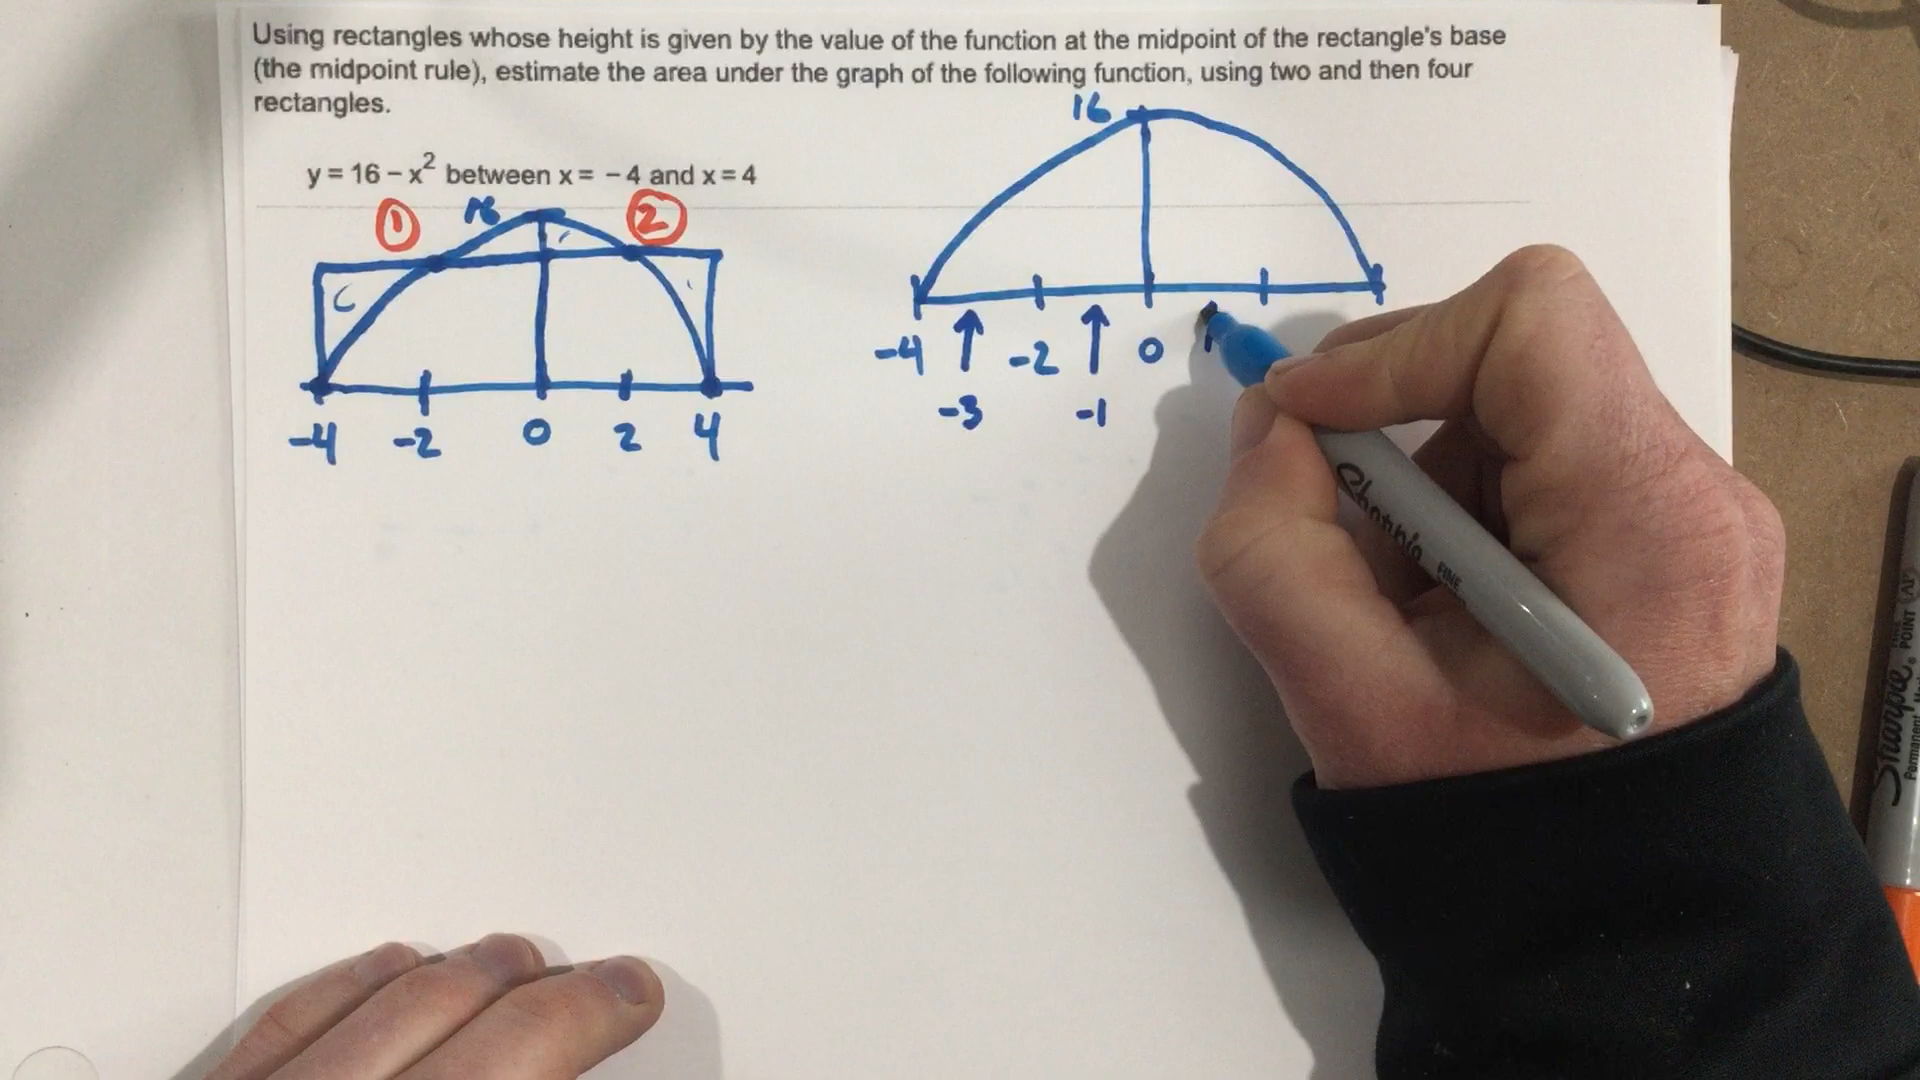 Using rectangles whose height is given by the value of the function at the midpoint of the rectangle's base
(the midpoint rule), estimate the area under the graph of the following function, using two and then four
rectangles.
16
y = 16 − x² between x = − 4 and x = 4
① 16 ②
-4 -2 0
-3 -1
-4 -2 0 2 4
Sharpie FINE
Sharpie
POINT
Permanent